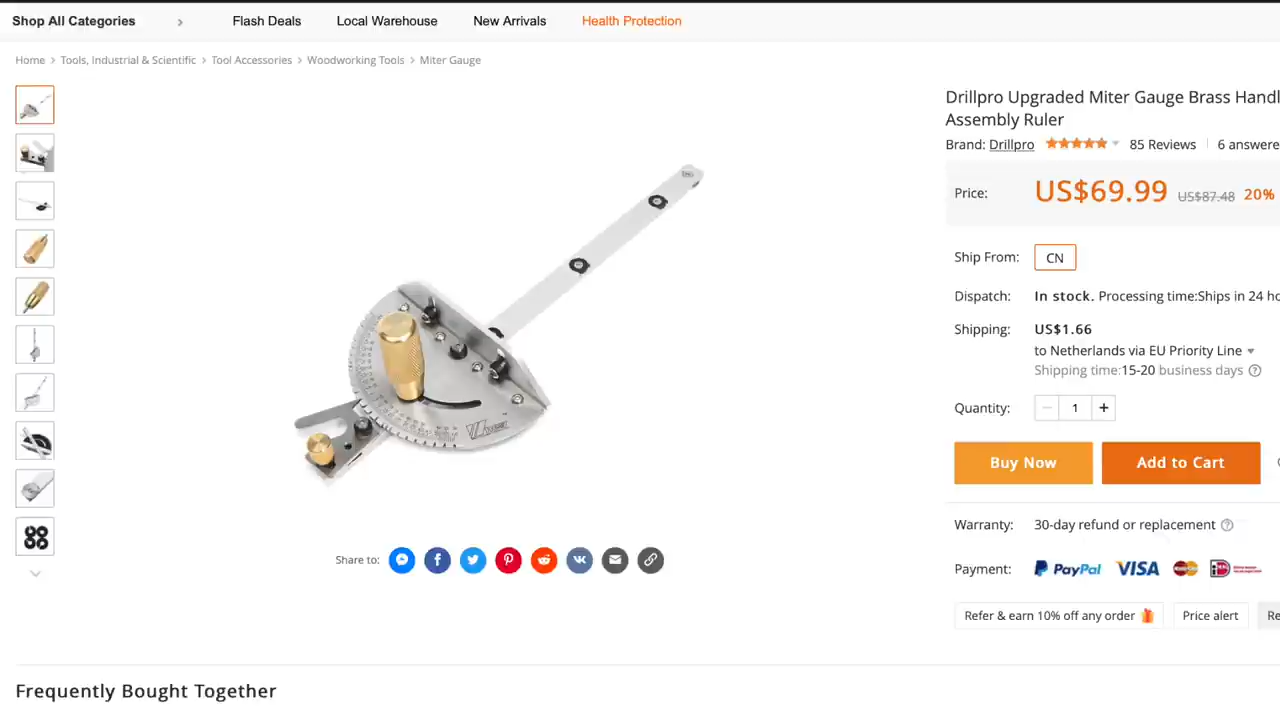 Shop All Categories
Flash Deals
Local Warehouse
New Arrivals
Health Protection
Home > Tools, Industrial & Scientific > Tool Accessories > Woodworking Tools > Miter Gauge
Drillpro Upgraded Miter Gauge Brass Handl
Assembly Ruler
Brand: Drillpro 85 Reviews 6 answere
Price: US$69.99 US$87.48 20%
Ship From: CN
Dispatch: In stock. Processing time:Ships in 24 ho
Shipping: US$1.66
to Netherlands via EU Priority Line
Shipping time:15-20 business days
Quantity: 1
Buy Now
Add to Cart
Share to:
Warranty: 30-day refund or replacement
Payment: PayPal VISA
Refer & earn 10% off any order
Price alert
Re
Frequently Bought Together